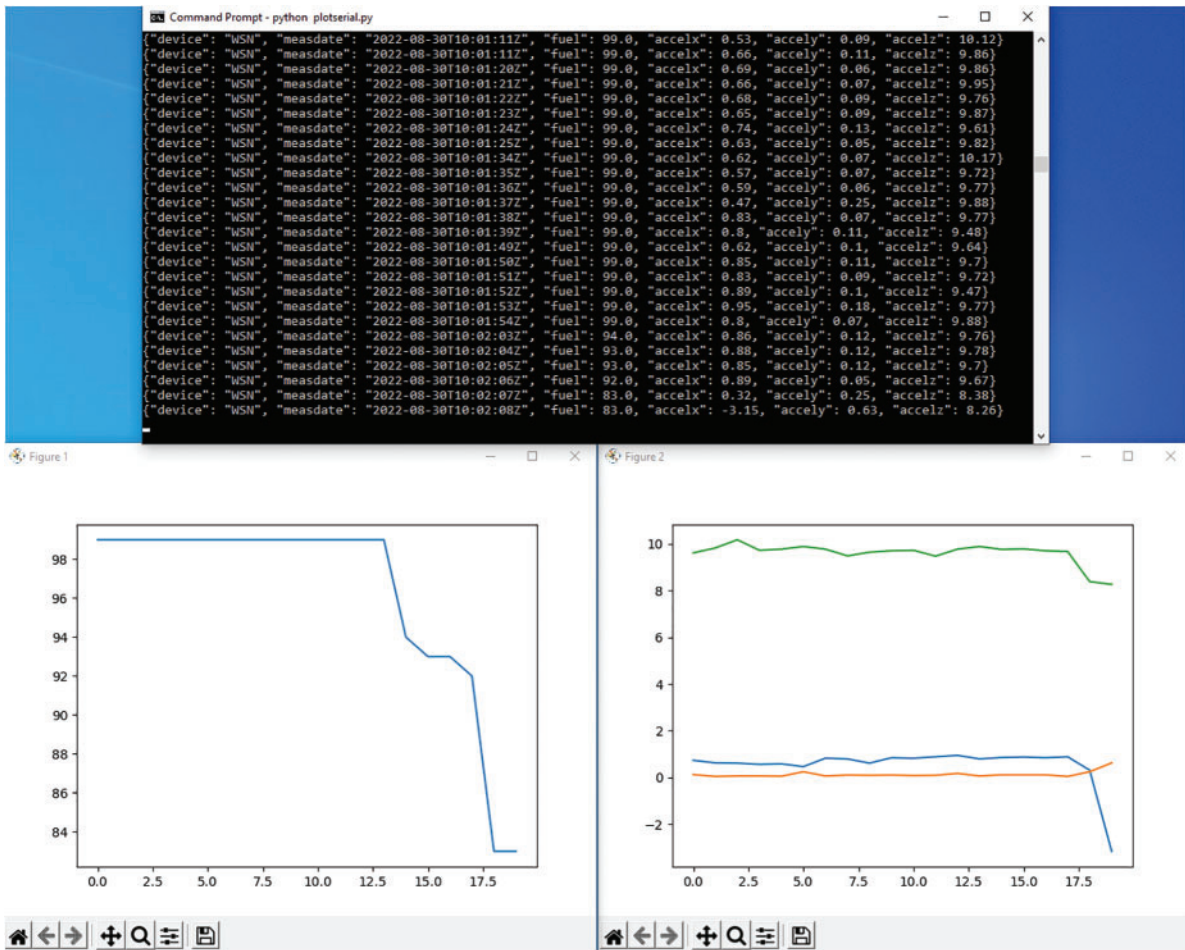 Command Prompt - python plotserial.py
{"device": "WSN", "measdate": "2022-08-30T10:01:11Z", "fuel": 99.0, "accelx": 0.53, "accely": 0.09, "accelz": 10.12}
{"device": "WSN", "measdate": "2022-08-30T10:01:11Z", "fuel": 99.0, "accelx": 0.66, "accely": 0.11, "accelz": 9.86}
{"device": "WSN", "measdate": "2022-08-30T10:01:20Z", "fuel": 99.0, "accelx": 0.69, "accely": 0.06, "accelz": 9.86}
{"device": "WSN", "measdate": "2022-08-30T10:01:21Z", "fuel": 99.0, "accelx": 0.66, "accely": 0.07, "accelz": 9.95}
{"device": "WSN", "measdate": "2022-08-30T10:01:22Z", "fuel": 99.0, "accelx": 0.68, "accely": 0.09, "accelz": 9.76}
{"device": "WSN", "measdate": "2022-08-30T10:01:23Z", "fuel": 99.0, "accelx": 0.65, "accely": 0.09, "accelz": 9.87}
{"device": "WSN", "measdate": "2022-08-30T10:01:24Z", "fuel": 99.0, "accelx": 0.74, "accely": 0.13, "accelz": 9.61}
{"device": "WSN", "measdate": "2022-08-30T10:01:25Z", "fuel": 99.0, "accelx": 0.63, "accely": 0.05, "accelz": 9.82}
{"device": "WSN", "measdate": "2022-08-30T10:01:34Z", "fuel": 99.0, "accelx": 0.62, "accely": 0.07, "accelz": 10.17}
{"device": "WSN", "measdate": "2022-08-30T10:01:35Z", "fuel": 99.0, "accelx": 0.57, "accely": 0.07, "accelz": 9.72}
{"device": "WSN", "measdate": "2022-08-30T10:01:36Z", "fuel": 99.0, "accelx": 0.59, "accely": 0.06, "accelz": 9.77}
{"device": "WSN", "measdate": "2022-08-30T10:01:37Z", "fuel": 99.0, "accelx": 0.47, "accely": 0.25, "accelz": 9.88}
{"device": "WSN", "measdate": "2022-08-30T10:01:38Z", "fuel": 99.0, "accelx": 0.83, "accely": 0.07, "accelz": 9.77}
{"device": "WSN", "measdate": "2022-08-30T10:01:39Z", "fuel": 99.0, "accelx": 0.8, "accely": 0.11, "accelz": 9.48}
{"device": "WSN", "measdate": "2022-08-30T10:01:49Z", "fuel": 99.0, "accelx": 0.62, "accely": 0.1, "accelz": 9.64}
{"device": "WSN", "measdate": "2022-08-30T10:01:50Z", "fuel": 99.0, "accelx": 0.85, "accely": 0.11, "accelz": 9.7}
{"device": "WSN", "measdate": "2022-08-30T10:01:51Z", "fuel": 99.0, "accelx": 0.83, "accely": 0.09, "accelz": 9.72}
{"device": "WSN", "measdate": "2022-08-30T10:01:52Z", "fuel": 99.0, "accelx": 0.89, "accely": 0.1, "accelz": 9.47}
{"device": "WSN", "measdate": "2022-08-30T10:01:53Z", "fuel": 99.0, "accelx": 0.95, "accely": 0.18, "accelz": 9.77}
{"device": "WSN", "measdate": "2022-08-30T10:01:54Z", "fuel": 99.0, "accelx": 0.8, "accely": 0.07, "accelz": 9.88}
{"device": "WSN", "measdate": "2022-08-30T10:02:03Z", "fuel": 94.0, "accelx": 0.86, "accely": 0.12, "accelz": 9.76}
{"device": "WSN", "measdate": "2022-08-30T10:02:04Z", "fuel": 93.0, "accelx": 0.88, "accely": 0.12, "accelz": 9.78}
{"device": "WSN", "measdate": "2022-08-30T10:02:05Z", "fuel": 93.0, "accelx": 0.85, "accely": 0.12, "accelz": 9.7}
{"device": "WSN", "measdate": "2022-08-30T10:02:06Z", "fuel": 92.0, "accelx": 0.89, "accely": 0.05, "accelz": 9.67}
{"device": "WSN", "measdate": "2022-08-30T10:02:07Z", "fuel": 83.0, "accelx": 0.32, "accely": 0.25, "accelz": 8.38}
{"device": "WSN", "measdate": "2022-08-30T10:02:08Z", "fuel": 83.0, "accelx": -3.15, "accely": 0.63, "accelz": 8.26}
Figure 1
98
96
94
92
90
88
86
84
0.0 2.5 5.0 7.5 10.0 12.5 15.0 17.5
Figure 2
10
8
6
4
2
0
−2
0.0 2.5 5.0 7.5 10.0 12.5 15.0 17.5